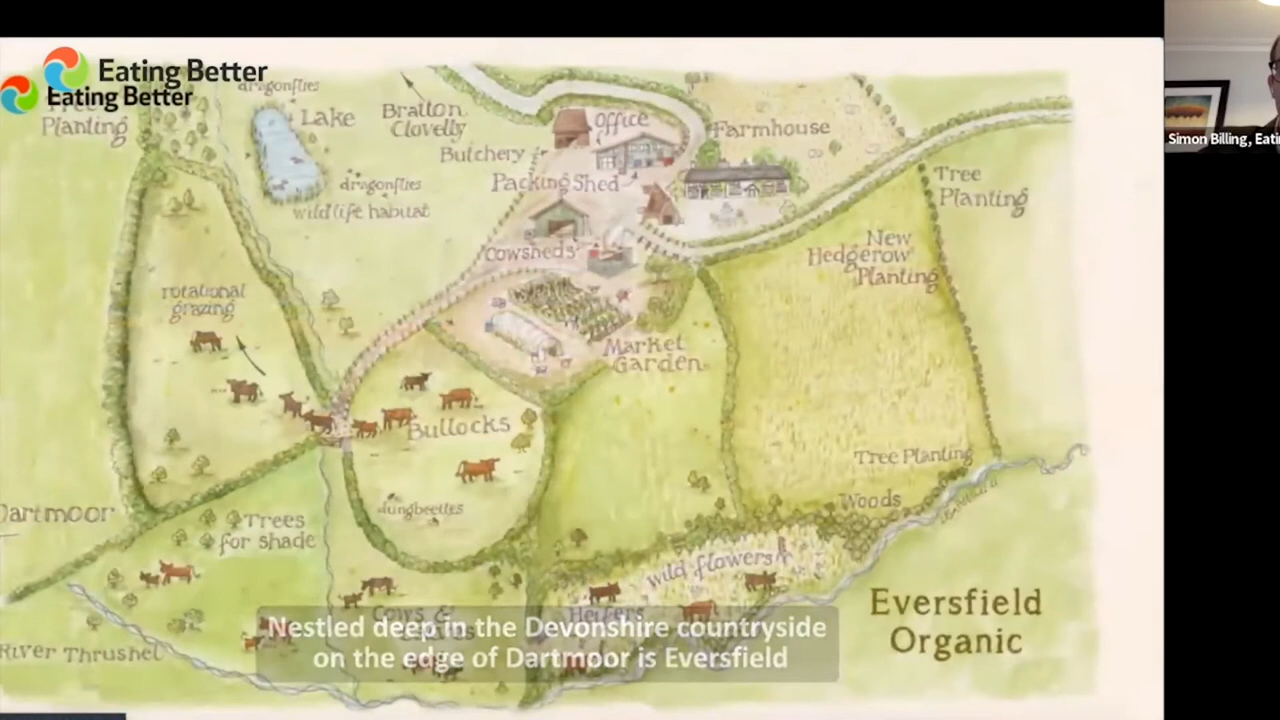 Eating Better
Eating Better
dragonflies
Tree
Planting
Lake
Bratton
Clovelly
Office
Farmhouse
Butchery
Packing Shed
dragonflies
wildlife habitat
Tree
Planting
Simon Billing, Eati
New
Hedgerow
Planting
Cowsheds
rotational
grazing
Market
Garden
Bullocks
Tree Planting
Woods
dungbeetles
Dartmoor
Trees
for shade
wild flowers
Heifers
Cows &
Eversfield
Organic
River Thrushel
Nestled deep in the Devonshire countryside
on the edge of Dartmoor is Eversfield